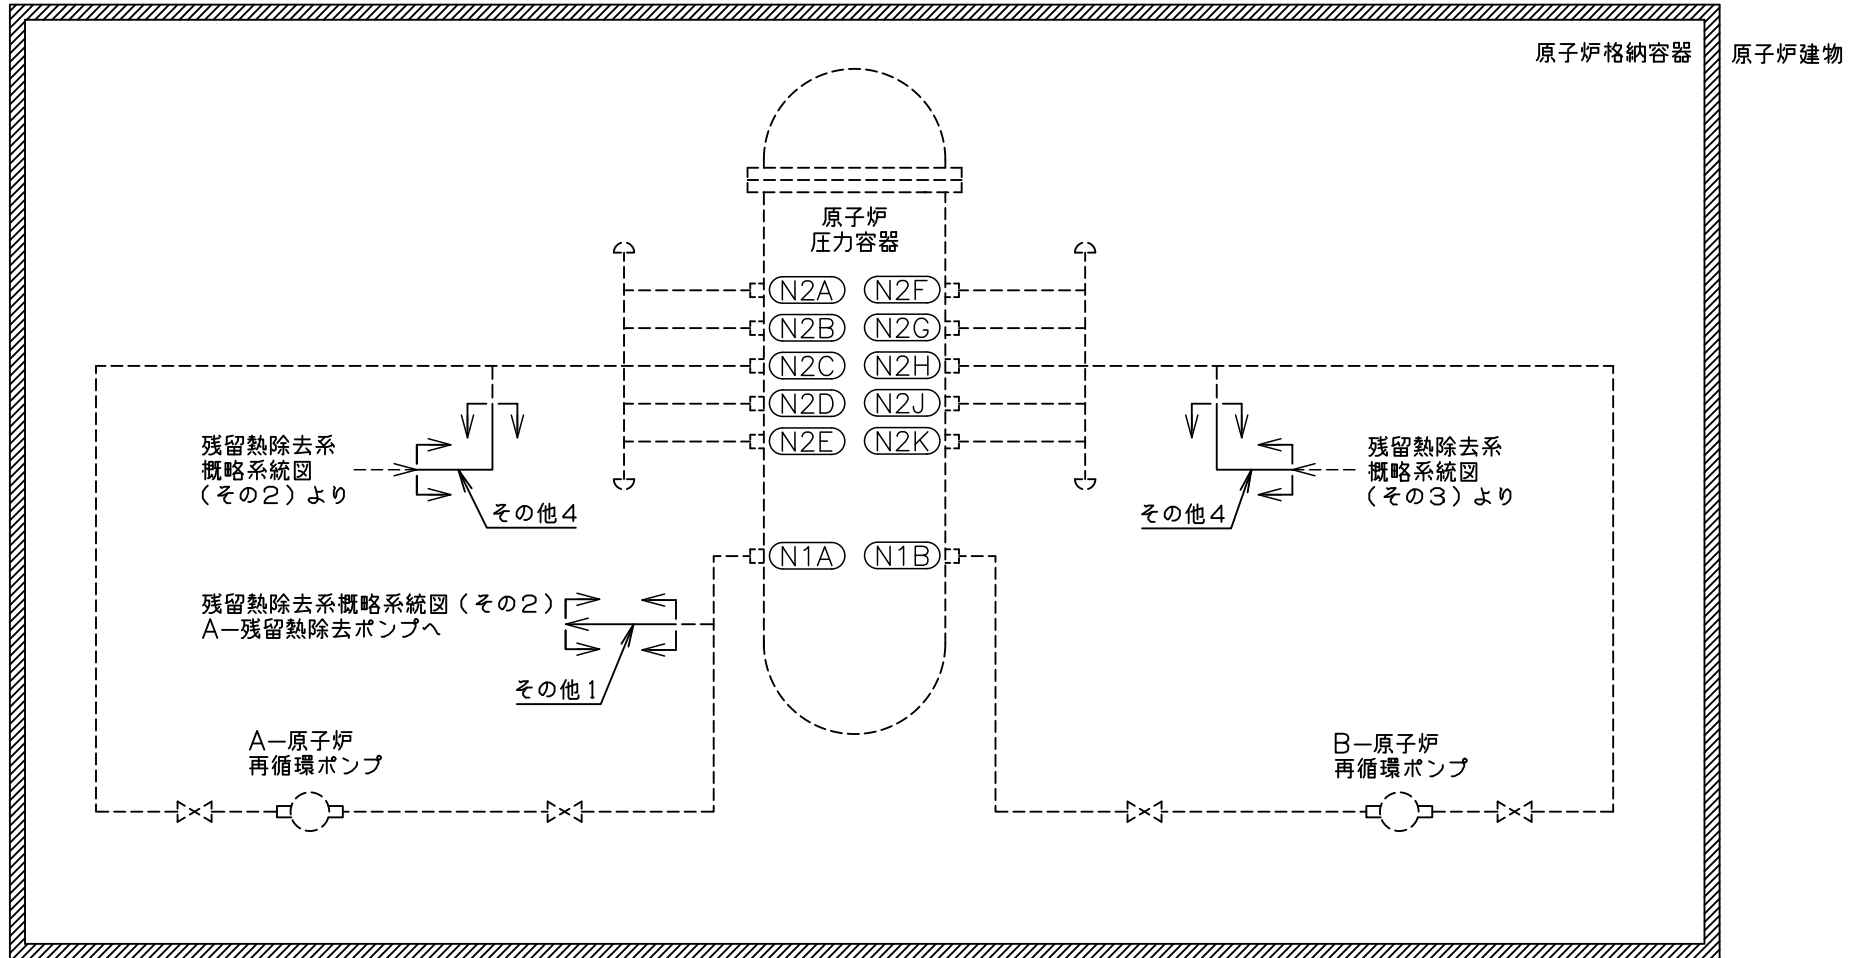 原子炉格納容器
原子炉建物
原子炉
圧力容器
N2A
N2F
N2B
N2G
N2C
N2H
N2D
N2J
N2E
N2K
残留熱除去系
概略系統図
(その2)より
その他4
残留熱除去系
概略系統図
(その3)より
その他4
N1A
N1B
残留熱除去系概略系統図(その2)
A-残留熱除去ポンプへ
その他1
A-原子炉
再循環ポンプ
B-原子炉
再循環ポンプ